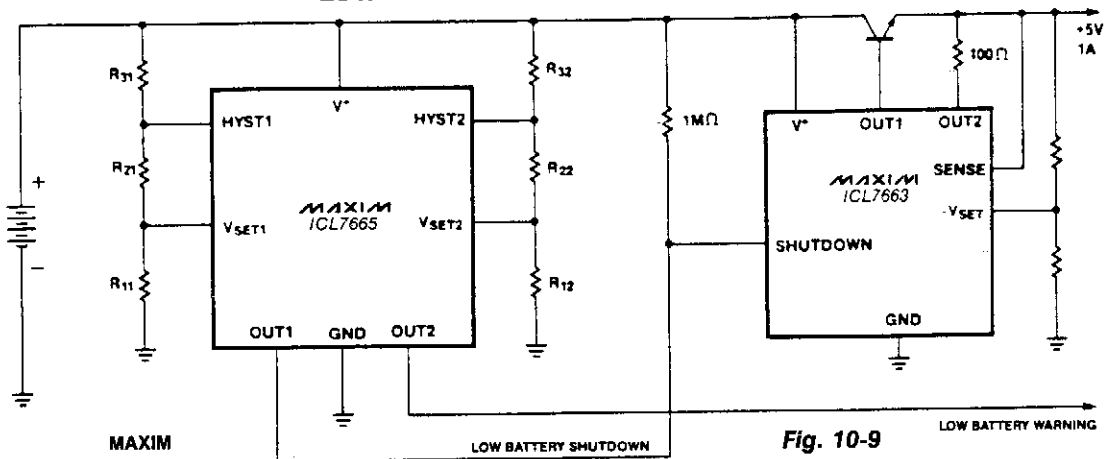 +5V
1A
R31
R32
100Ω
V+
HYST1
HYST2
1MΩ
V+
OUT1
OUT2
R21
R22
SENSE
+
MAXIM
ICL7665
MAXIM
ICL7663
VSET1
VSET2
VSET
SHUTDOWN
−
R11
R12
OUT1
GND
OUT2
GND
MAXIM
LOW BATTERY SHUTDOWN
Fig. 10-9
LOW BATTERY WARNING